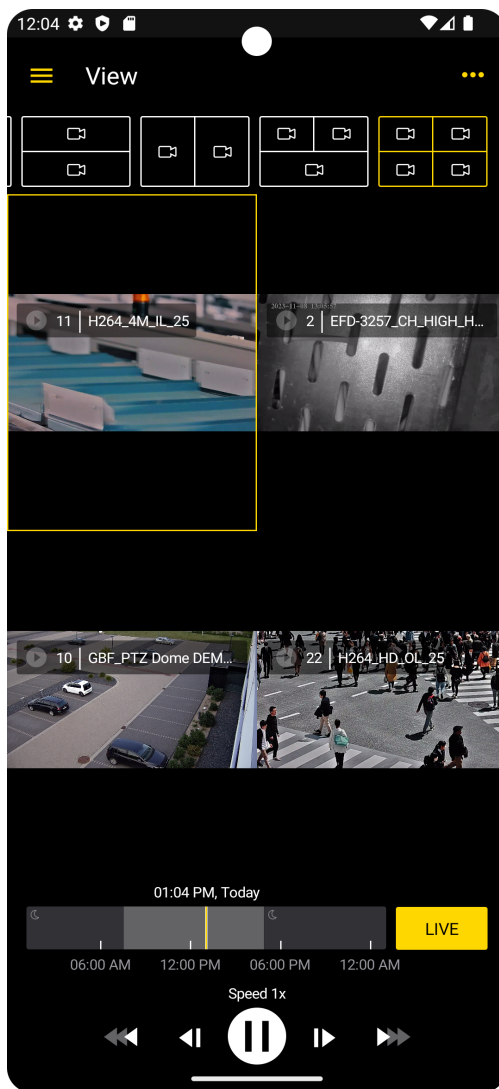 12:04
View
11 H264_4M_IL_25
2 EFD-3257_CH_HIGH_H...
10 GBF_PTZ Dome DEM...
22 H264_HD_OL_25
01:04 PM, Today
LIVE
06:00 AM 12:00 PM 06:00 PM 12:00 AM
Speed 1x